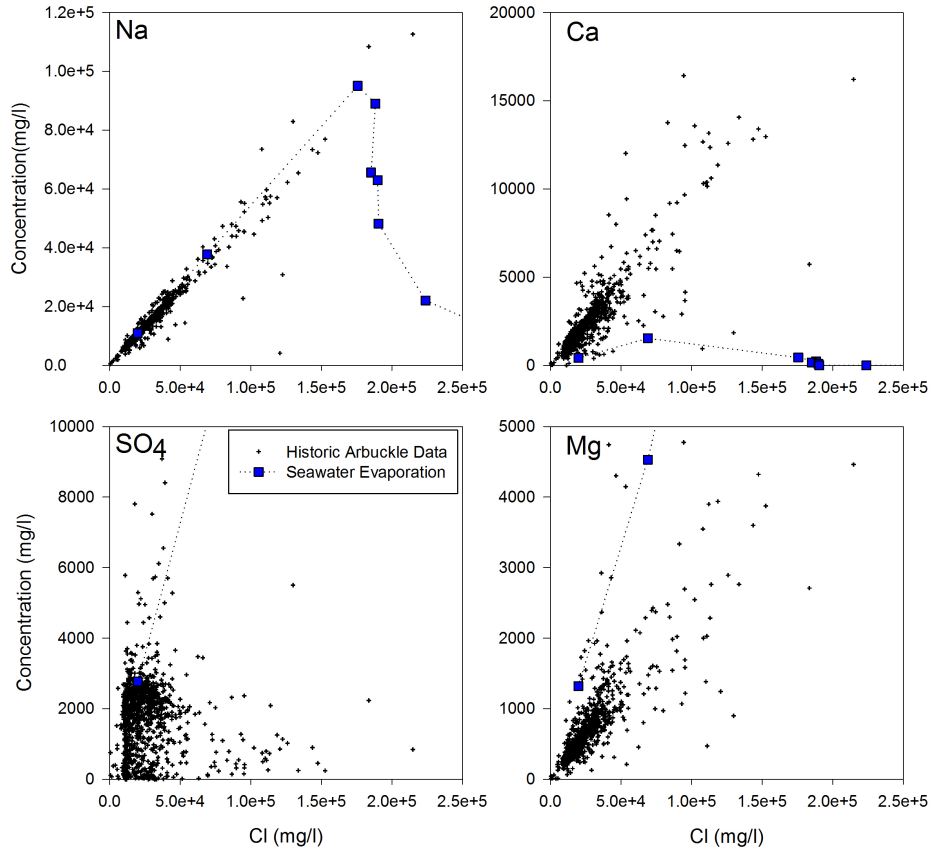 Na
Ca
Concentration(mg/l)
1.2e+5
1.0e+5
8.0e+4
6.0e+4
4.0e+4
2.0e+4
0.0
0.0 5.0e+4 1.0e+5 1.5e+5 2.0e+5 2.5e+5
20000
15000
10000
5000
0
0.0 5.0e+4 1.0e+5 1.5e+5 2.0e+5 2.5e+5
SO4
Historic Arbuckle Data
Seawater Evaporation
Mg
Concentration (mg/l)
10000
8000
6000
4000
2000
0
0.0 5.0e+4 1.0e+5 1.5e+5 2.0e+5 2.5e+5
Cl (mg/l)
5000
4000
3000
2000
1000
0
0.0 5.0e+4 1.0e+5 1.5e+5 2.0e+5 2.5e+5
Cl (mg/l)